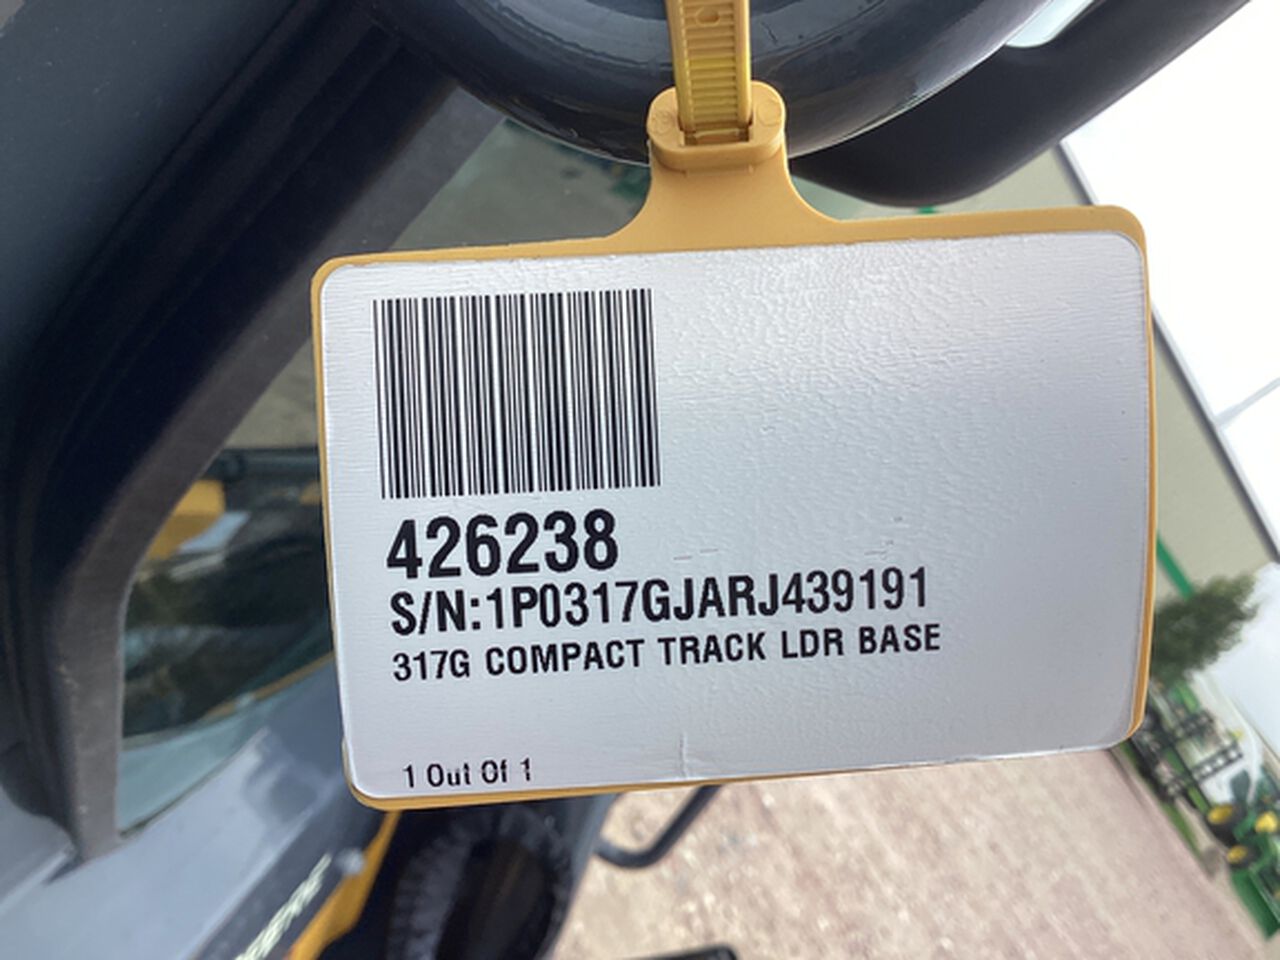 426238
S/N:1P0317GJARJ439191
317G COMPACT TRACK LDR BASE
1 Out Of 1